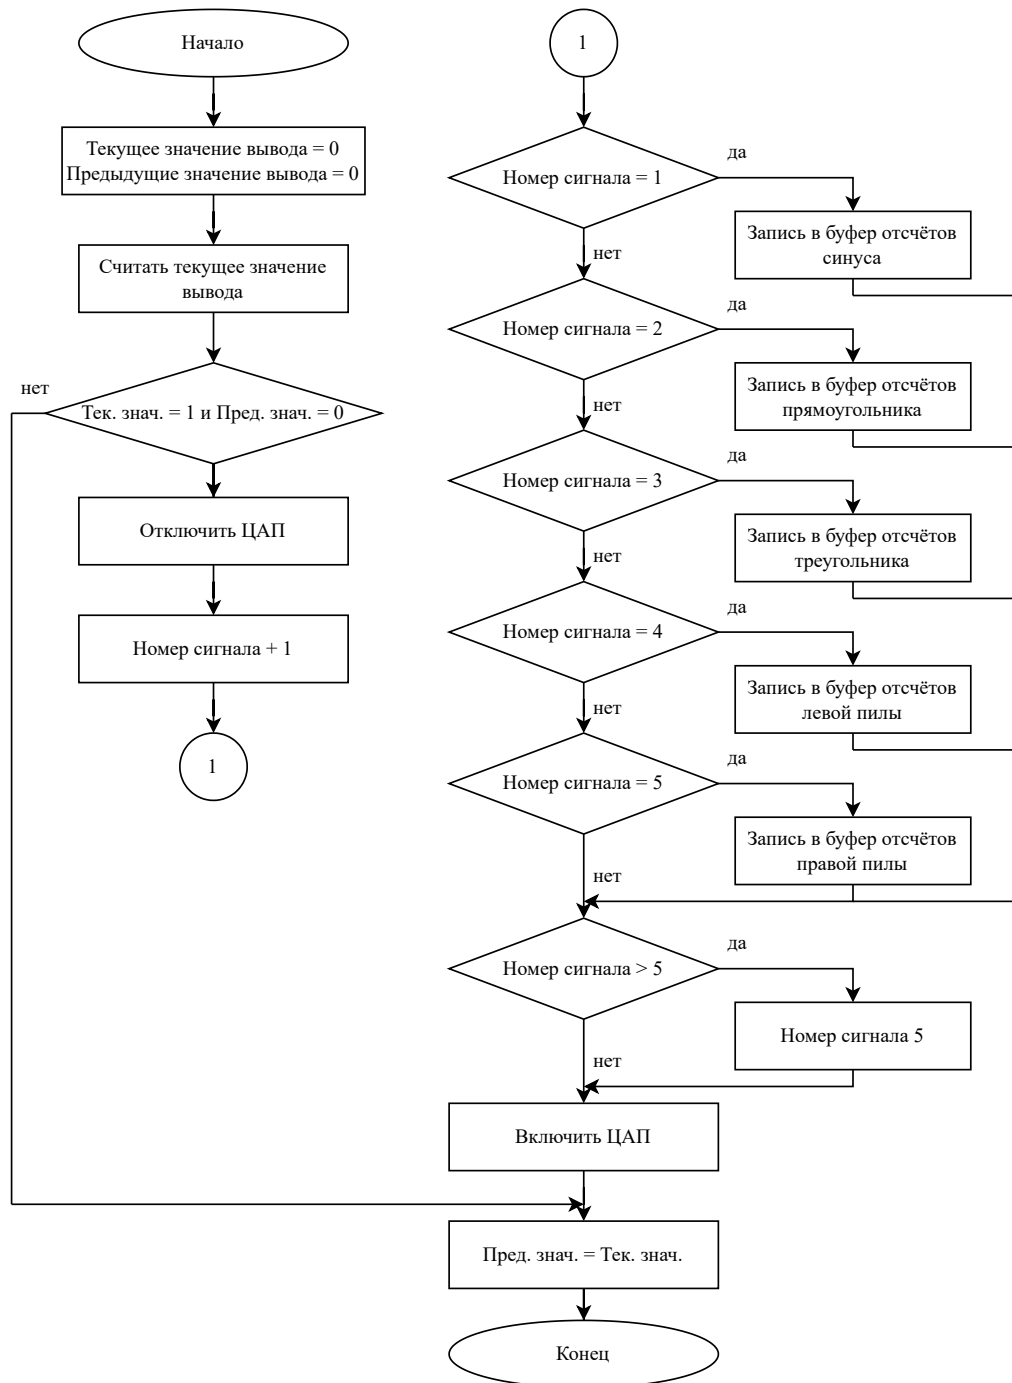 Начало
Текущее значение вывода = 0
Предыдущие значение вывода = 0
Считать текущее значение
вывода
нет
Тек. знач. = 1 и Пред. знач. = 0
Отключить ЦАП
Номер сигнала + 1
1
1
Номер сигнала = 1
да
Запись в буфер отсчётов
синуса
нет
Номер сигнала = 2
да
Запись в буфер отсчётов
прямоугольника
нет
Номер сигнала = 3
да
Запись в буфер отсчётов
треугольника
нет
Номер сигнала = 4
да
Запись в буфер отсчётов
левой пилы
нет
Номер сигнала = 5
да
Запись в буфер отсчётов
правой пилы
нет
Номер сигнала > 5
да
Номер сигнала 5
нет
Включить ЦАП
Пред. знач. = Тек. знач.
Конец